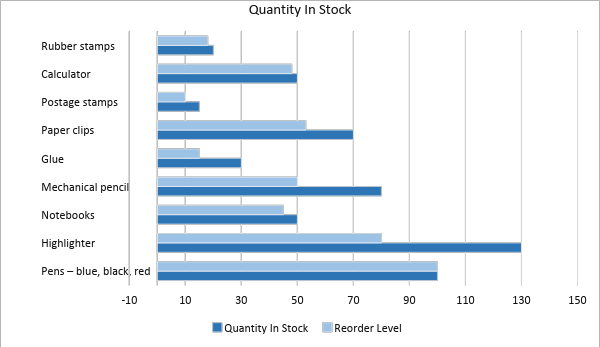 Quantity In Stock
Rubber stamps
Calculator
Postage stamps
Paper clips
Glue
Mechanical pencil
Notebooks
Highlighter
Pens – blue, black, red
-10 10 30 50 70 90 110 130 150
Quantity In Stock Reorder Level